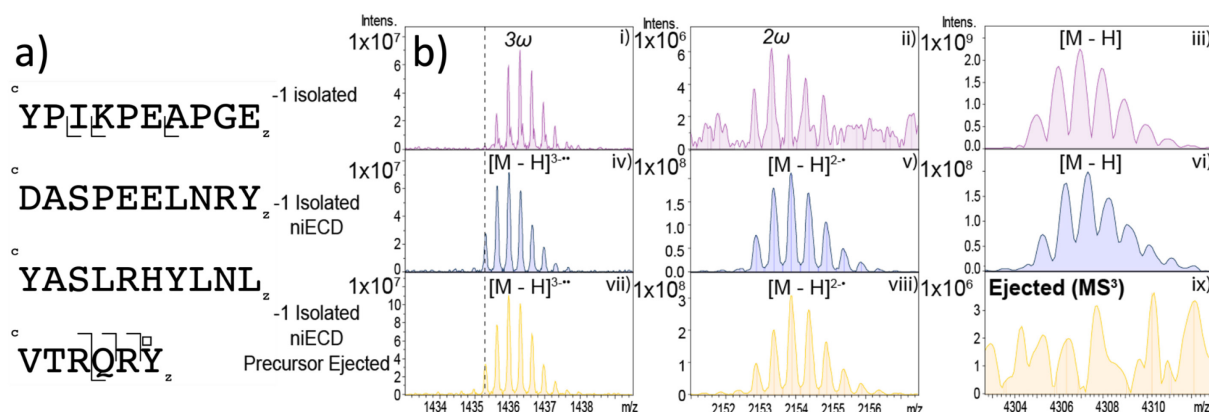 a)
c
YPIKPEAPGE z
c
DASPEELNRY z
c
YASLRHYLNL z
c
VTRQRY z
-1 isolated
-1 Isolated
niECD
-1 Isolated
niECD
Precursor Ejected
b)
Intens.
1x10⁷
3ω
i)
8
6
4
2
0
Intens.
1x10⁶
2ω
ii)
8
6
4
2
0
Intens.
1x10⁹
[M - H]
iii)
2.0
1.5
1.0
0.5
0.0
1x10⁷
[M - H]³⁻••
iv)
6
4
2
0
1x10⁸
[M - H]²⁻•
v)
1.5
1.0
0.5
0.0
1x10⁸
[M - H]
vi)
2.0
1.5
1.0
0.5
0.0
1x10⁷
[M - H]³⁻••
vii)
10
8
6
4
2
0
1434 1435 1436 1437 1438 m/z
1x10⁸
[M - H]²⁻•
viii)
3
2
1
0
2152 2153 2154 2155 2156 m/z
1x10⁶
Ejected (MS³)
ix)
4
3
2
1
0
4304 4306 4308 4310 m/z